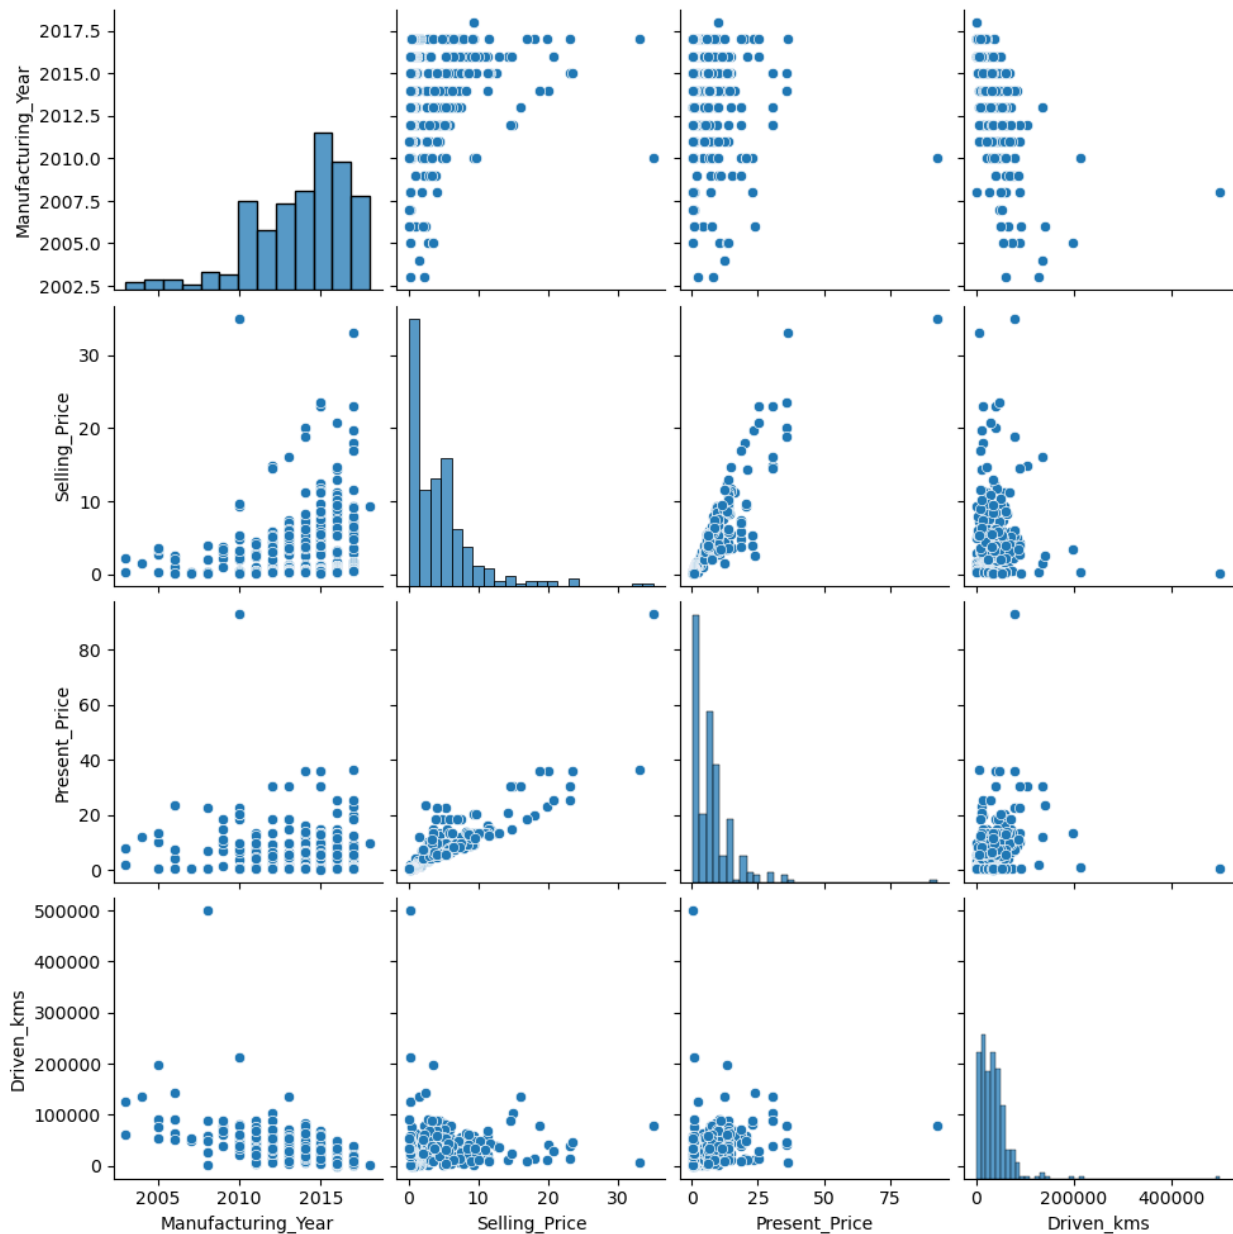 2017.5
2015.0
2012.5
2010.0
2007.5
2005.0
2002.5
Manufacturing_Year
30
20
10
0
Selling_Price
80
60
40
20
0
Present_Price
500000
400000
300000
200000
100000
0
Driven_kms
2005 2010 2015
Manufacturing_Year
0 10 20 30
Selling_Price
0 25 50 75
Present_Price
0 200000 400000
Driven_kms